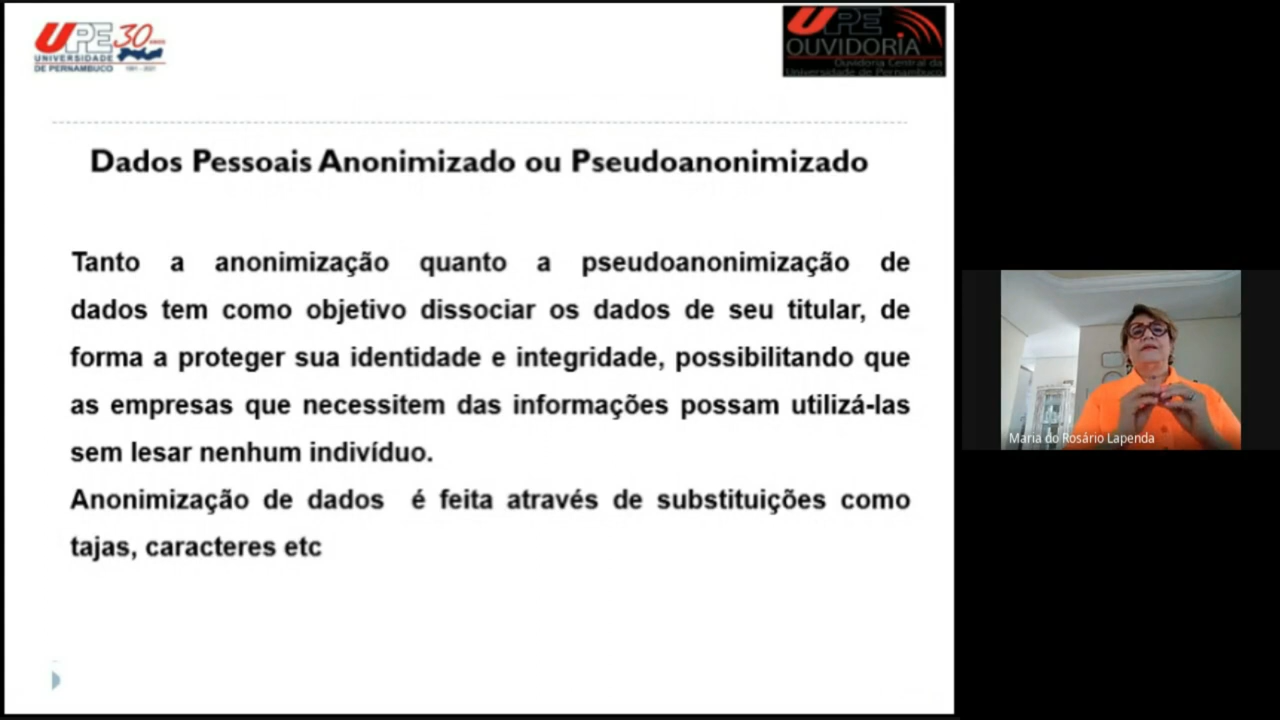 UPE 30 anos
UNIVERSIDADE
DE PERNAMBUCO
1991 - 2021
UPE
OUVIDORIA
Ouvidoria Central da
Universidade de Pernambuco
Dados Pessoais Anonimizado ou Pseudoanonimizado
Tanto a anonimização quanto a pseudoanonimização de
dados tem como objetivo dissociar os dados de seu titular, de
forma a proteger sua identidade e integridade, possibilitando que
as empresas que necessitem das informações possam utilizá-las
sem lesar nenhum indivíduo.
Anonimização de dados é feita através de substituições como
tajas, caracteres etc
Maria do Rosário Lapenda